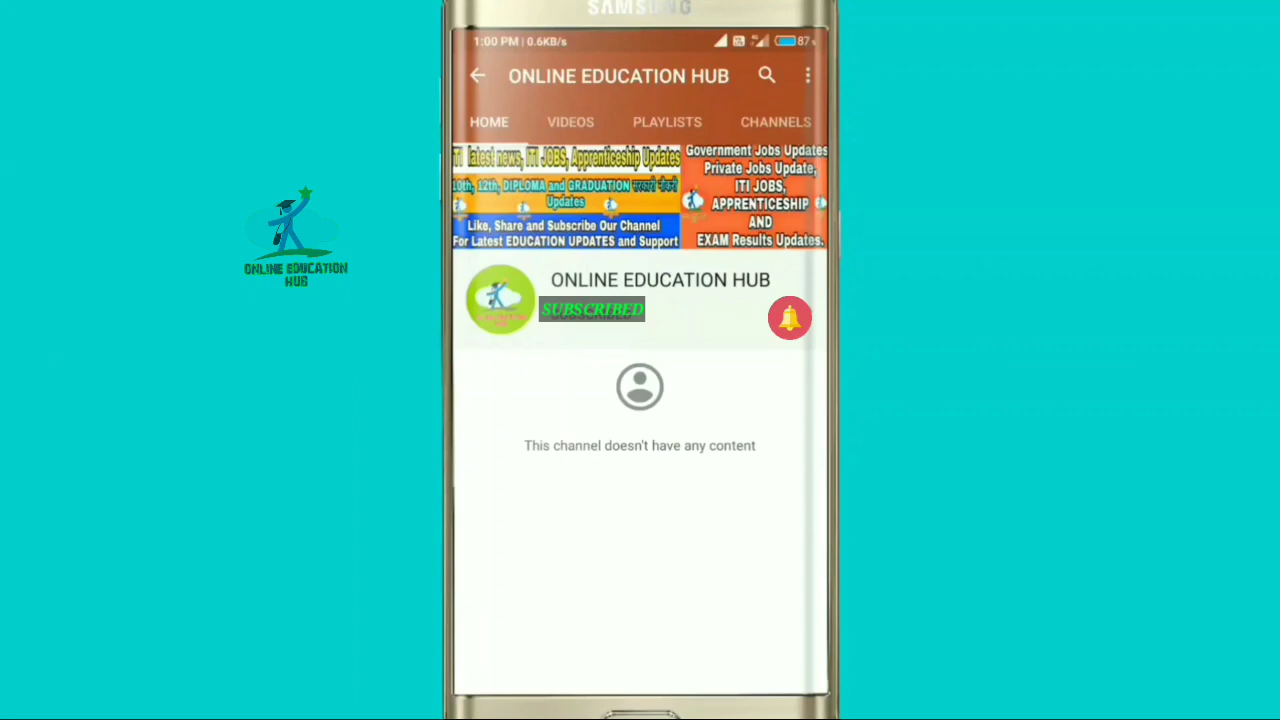 SAMSUNG
1:00 PM | 0.6KB/s
87
ONLINE EDUCATION HUB
HOME VIDEOS PLAYLISTS CHANNELS
ITI latest news, ITI JOBS, Apprenticeship Updates
10th, 12th, DIPLOMA and GRADUATION सरकारी नौकरी
Updates
Like, Share and Subscribe Our Channel
For Latest EDUCATION UPDATES and Support
Government Jobs Updates
Private Jobs Update,
ITI JOBS,
APPRENTICESHIP
AND
EXAM Results Updates.
ONLINE EDUCATION HUB
SUBSCRIBED
This channel doesn't have any content
ONLINE EDUCATION
HUB